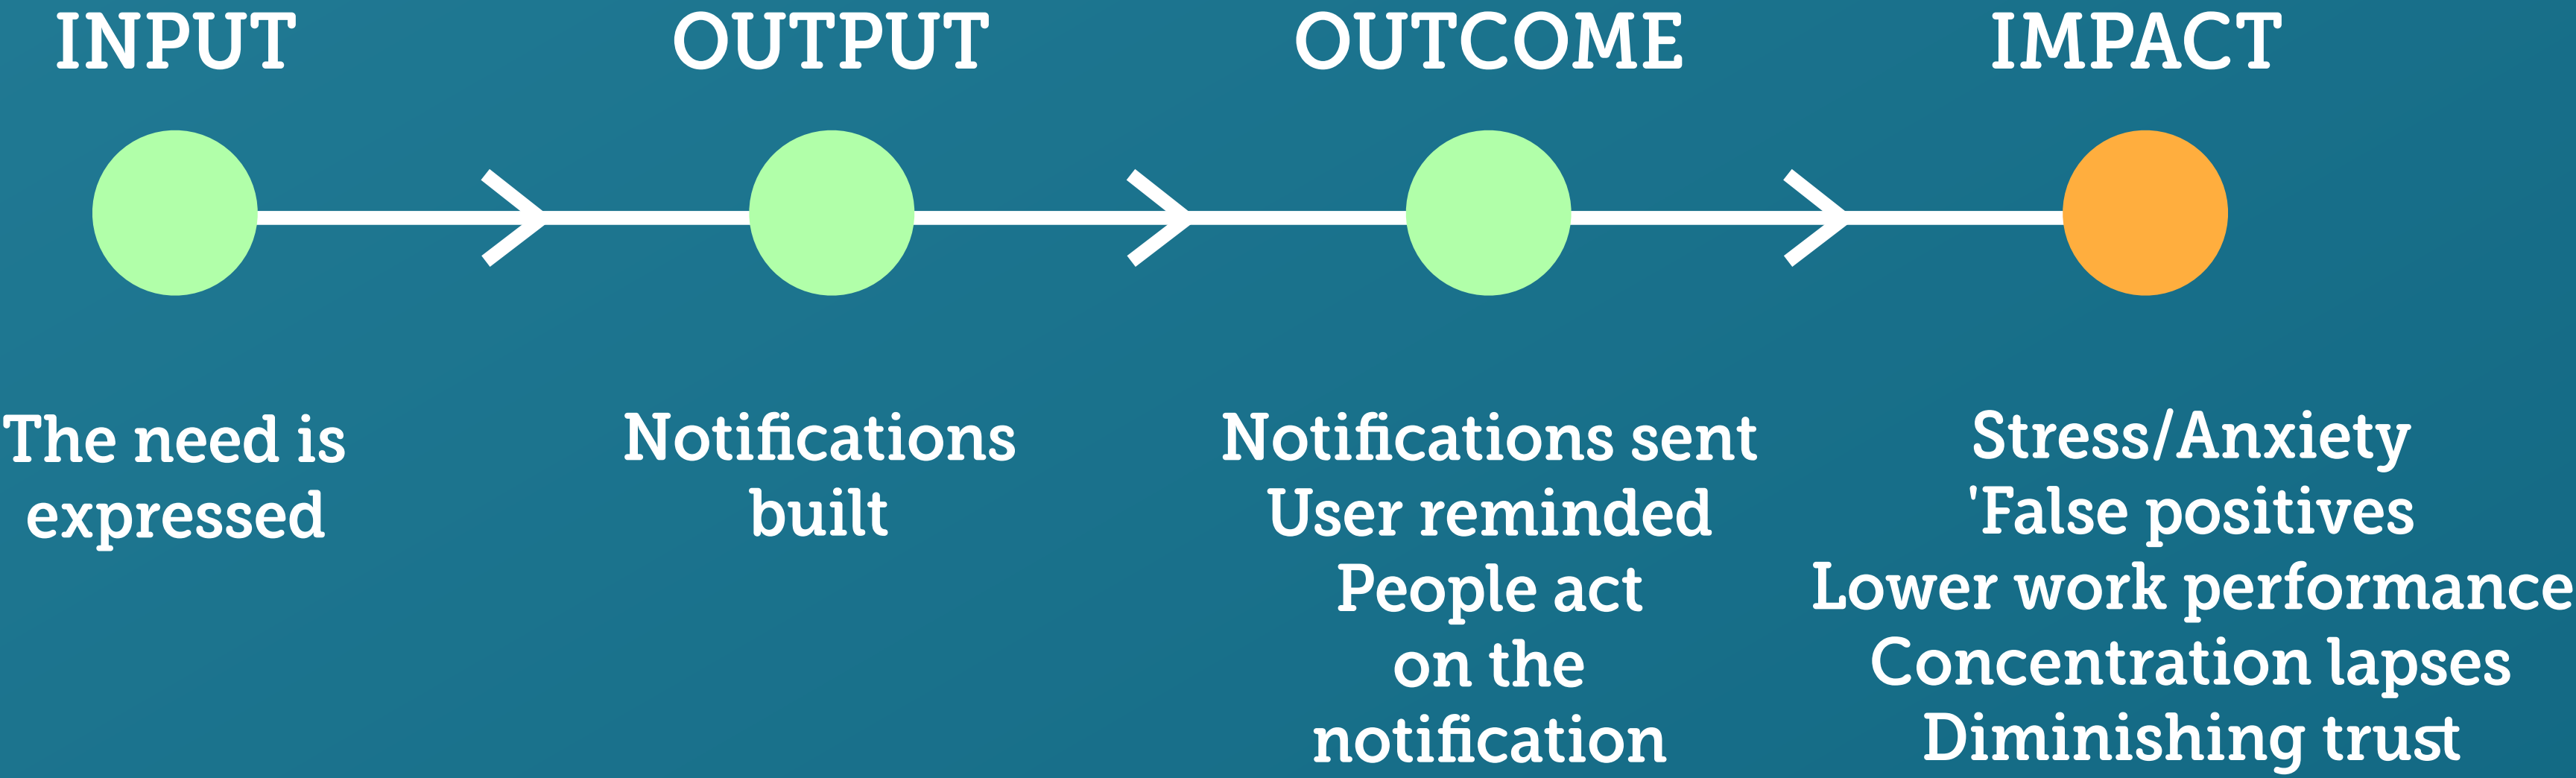 INPUT
OUTPUT
OUTCOME
IMPACT
The need is
expressed
Notifications
built
Notifications sent
User reminded
People act
on the
notification
Stress/Anxiety
'False positives
Lower work performance
Concentration lapses
Diminishing trust